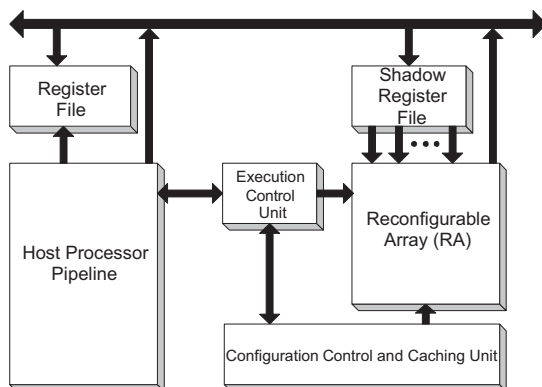 Register
File
Shadow
Register
File
Host Processor
Pipeline
Execution
Control
Unit
Reconfigurable
Array (RA)
Configuration Control and Caching Unit